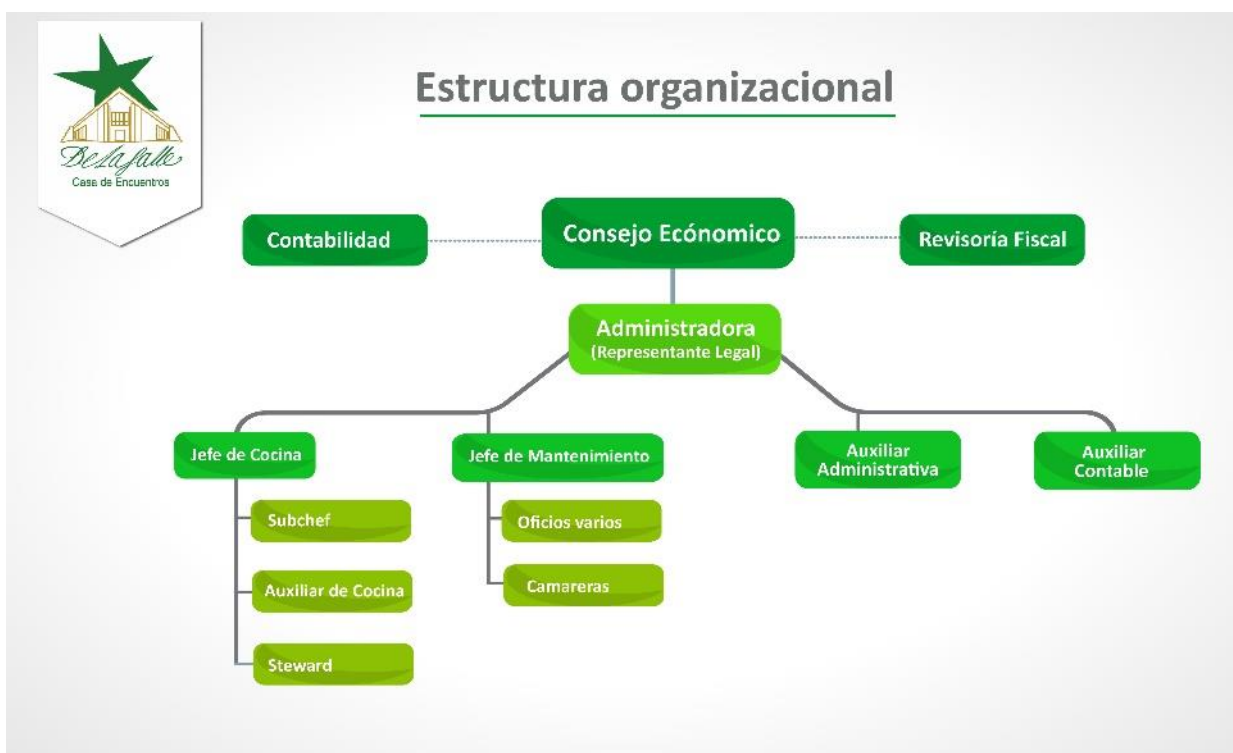 Estructura organizacional
De La Salle
Casa de Encuentros
Contabilidad
Consejo Ecónomico
Revisoría Fiscal
Administradora
(Representante Legal)
Jefe de Cocina
Jefe de Mantenimiento
Auxiliar
Administrativa
Auxiliar
Contable
Subchef
Oficios varios
Auxiliar de Cocina
Camareras
Steward